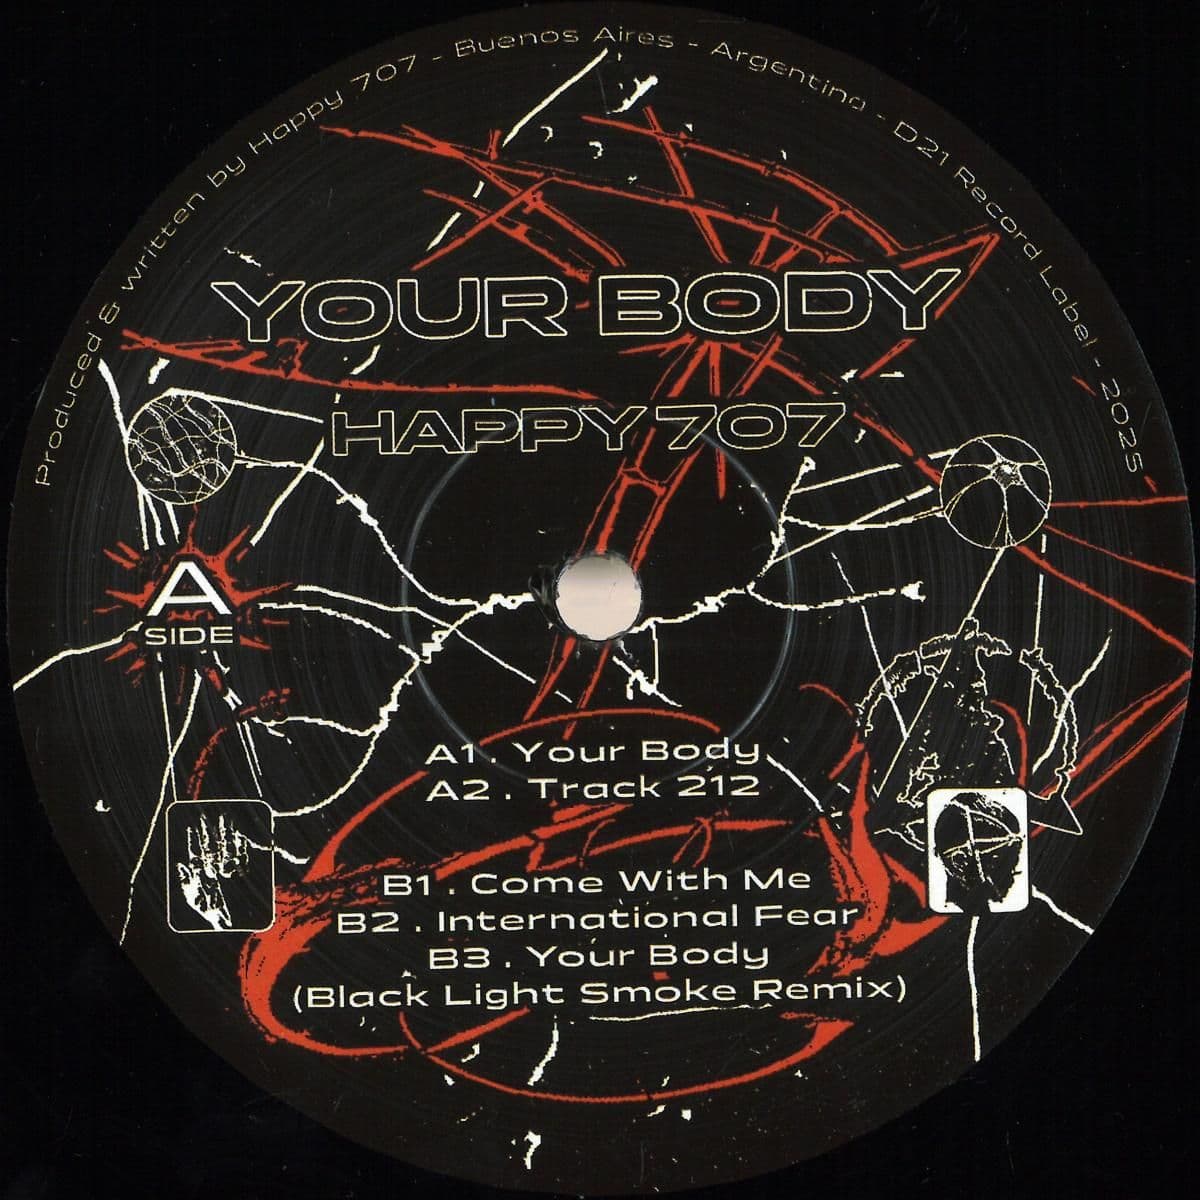 Produced & written by Happy 707 - Buenos Aires - Argentina - D21 Record Label - 2025
YOUR BODY
HAPPY 707
A
SIDE
A1. Your Body
A2. Track 212
B1. Come With Me
B2. International Fear
B3. Your Body
(Black Light Smoke Remix)